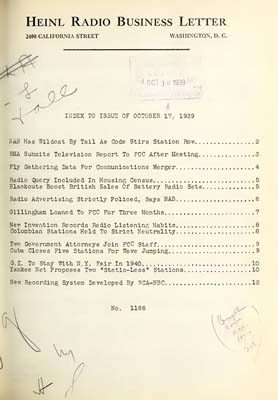 HEINL RADIO BUSINESS LETTER
2400 CALIFORNIA STREET WASHINGTON, D. C.
OCT 1939
INDEX TO ISSUE OF OCTOBER 17, 1939
NAB Has Wildest By Tail As Code Stirs Station Row..................2
RMA Submits Television Report To FCC After Meeting.................3
Fly Gathering Data For Communications Merger.......................4
Radio Query Included In Housing Census.............................5
Blackouts Boost British Sales Of Battery Radio Sets................5
Radio Advertising Strictly Policed, Says NAB.......................6
Gillingham Loaned To FCC For Three Months..........................7
New Invention Records Radio Listening Habits.......................8
Colombian Stations Held To Strict Neutrality.......................8
Two Government Attorneys Join FCC Staff............................9
Cuba Closes Five Stations For Wave Jumping.........................9
G.E. To Stay With N.Y. Fair In 1940...............................10
Yankee Net Proposes Two "Static-Less" Stations....................10
New Recording System Developed By RCA-NBC.........................12
No. 1166